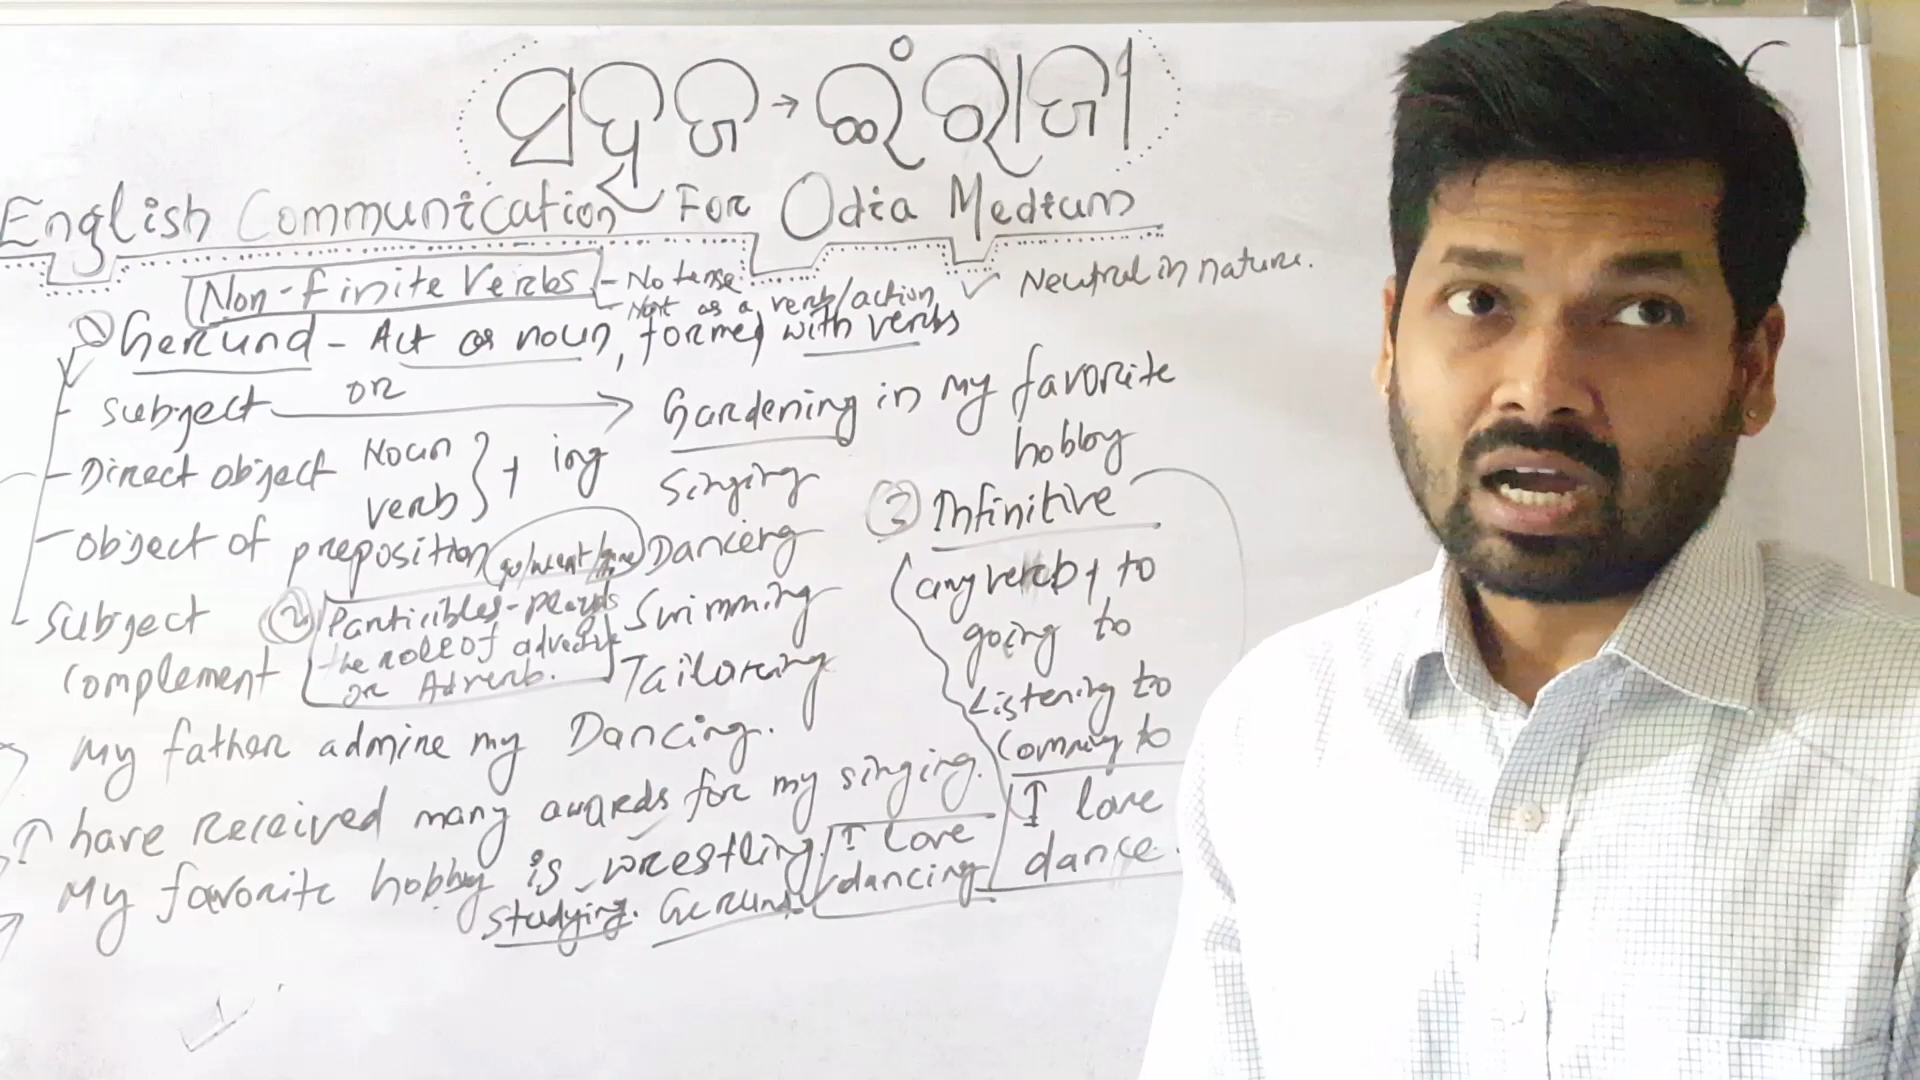 ସହଜ → ଇଂରାଜୀ
English Communication For Odia Medium
Non-finite Verbs - No tense
- Not as a verb/action
✓ Neutral in nature.
① Gerund - Act as noun, formed with verbs
- Subject → Gardening is my favorite hobby
or
- Direct object
Noun
verb } + ing
Singing
- object of preposition
Dancing
Swimming
Tailoring
- Subject complement
② Participles - plays
the role of
or Adverb.
③ Infinitive
any verb + to
going to
Listening to
Comming to
My father admire my Dancing.
I have received many awards for my singing.
My favorite hobby is wrestling.
studying. Gerund
I love dancing
I love dance.